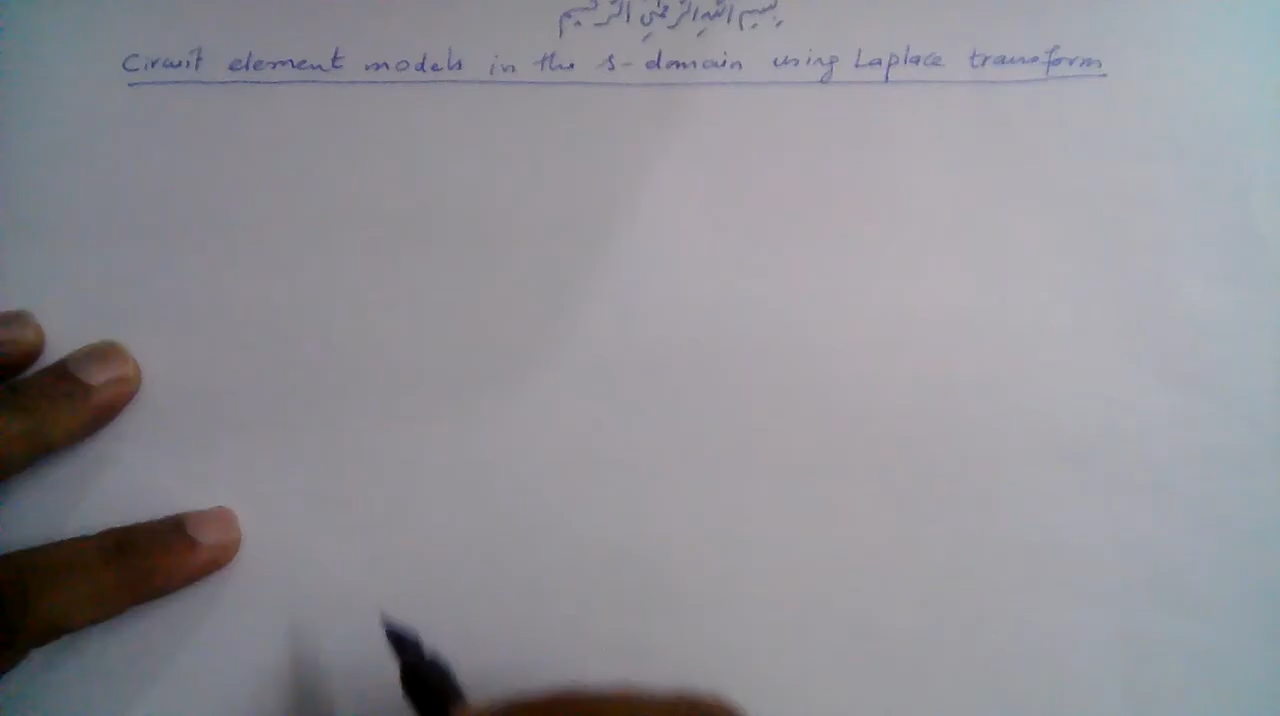 بسم الله الرحمن الرحيم
Circuit element models in the s-domain using Laplace transform